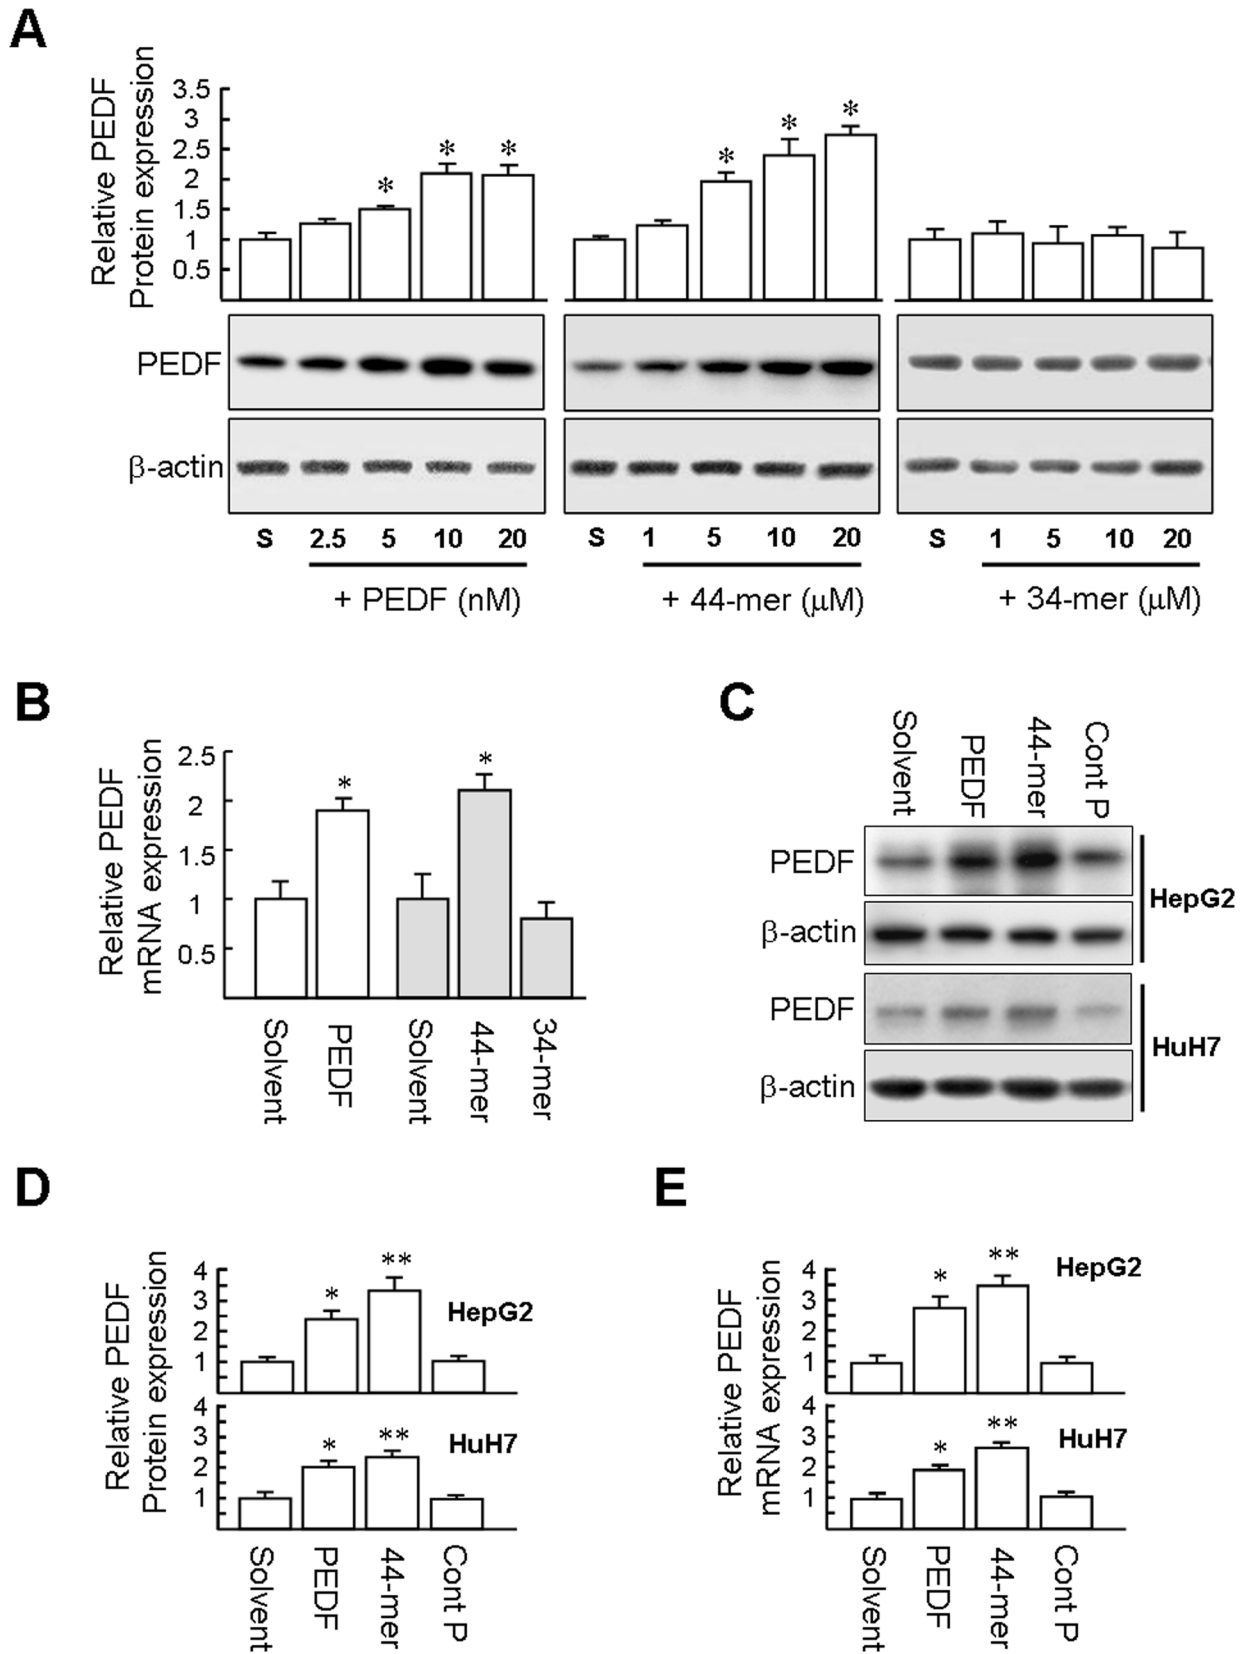 A
Relative PEDF
Protein expression
3.5
3
2.5
2
1.5
1
0.5
* * *
* * *
PEDF
β-actin
S 2.5 5 10 20
S 1 5 10 20
S 1 5 10 20
+ PEDF (nM)
+ 44-mer (μM)
+ 34-mer (μM)
B
Relative PEDF
mRNA expression
2.5
2
1.5
1
0.5
*
*
Solvent
PEDF
Solvent
44-mer
34-mer
C
Solvent
PEDF
44-mer
Cont P
PEDF
β-actin
HepG2
PEDF
β-actin
HuH7
D
Relative PEDF
Protein expression
4
3
2
1
* **
HepG2
4
3
2
1
* **
HuH7
Solvent
PEDF
44-mer
Cont P
E
Relative PEDF
mRNA expression
4
3
2
1
* **
HepG2
4
3
2
1
* **
HuH7
Solvent
PEDF
44-mer
Cont P